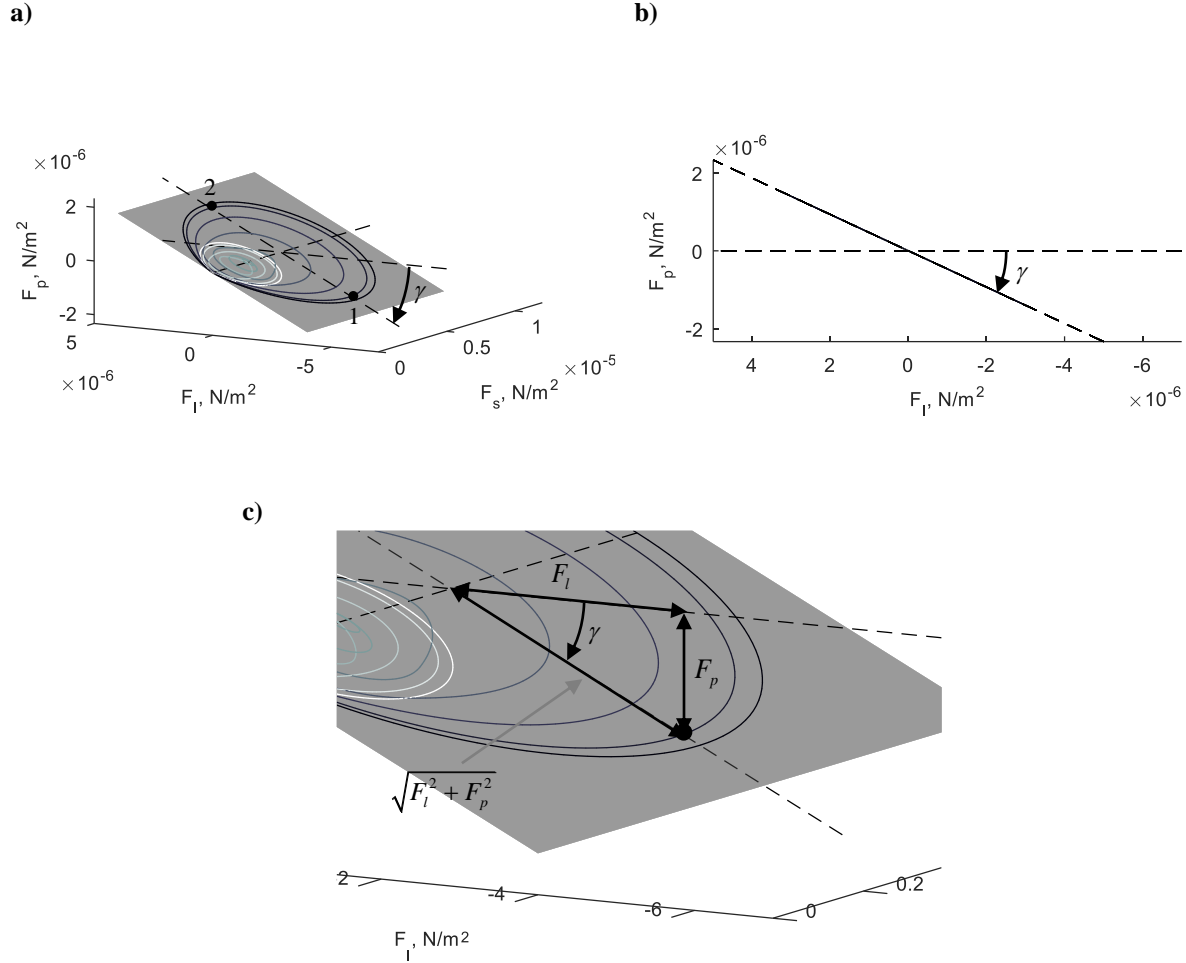 a)
b)
×10⁻⁶
2
0
-2
F_p, N/m²
2
1
γ
5
0
-5
×10⁻⁶
F_l, N/m²
0
0.5
1
×10⁻⁵
F_s, N/m²
×10⁻⁶
2
0
-2
F_p, N/m²
γ
4 2 0 -2 -4 -6
F_l, N/m²
×10⁻⁶
c)
F_l
γ
F_p
√(F_l² + F_p²)
2
-4
-6
0
0.2
F_l, N/m²